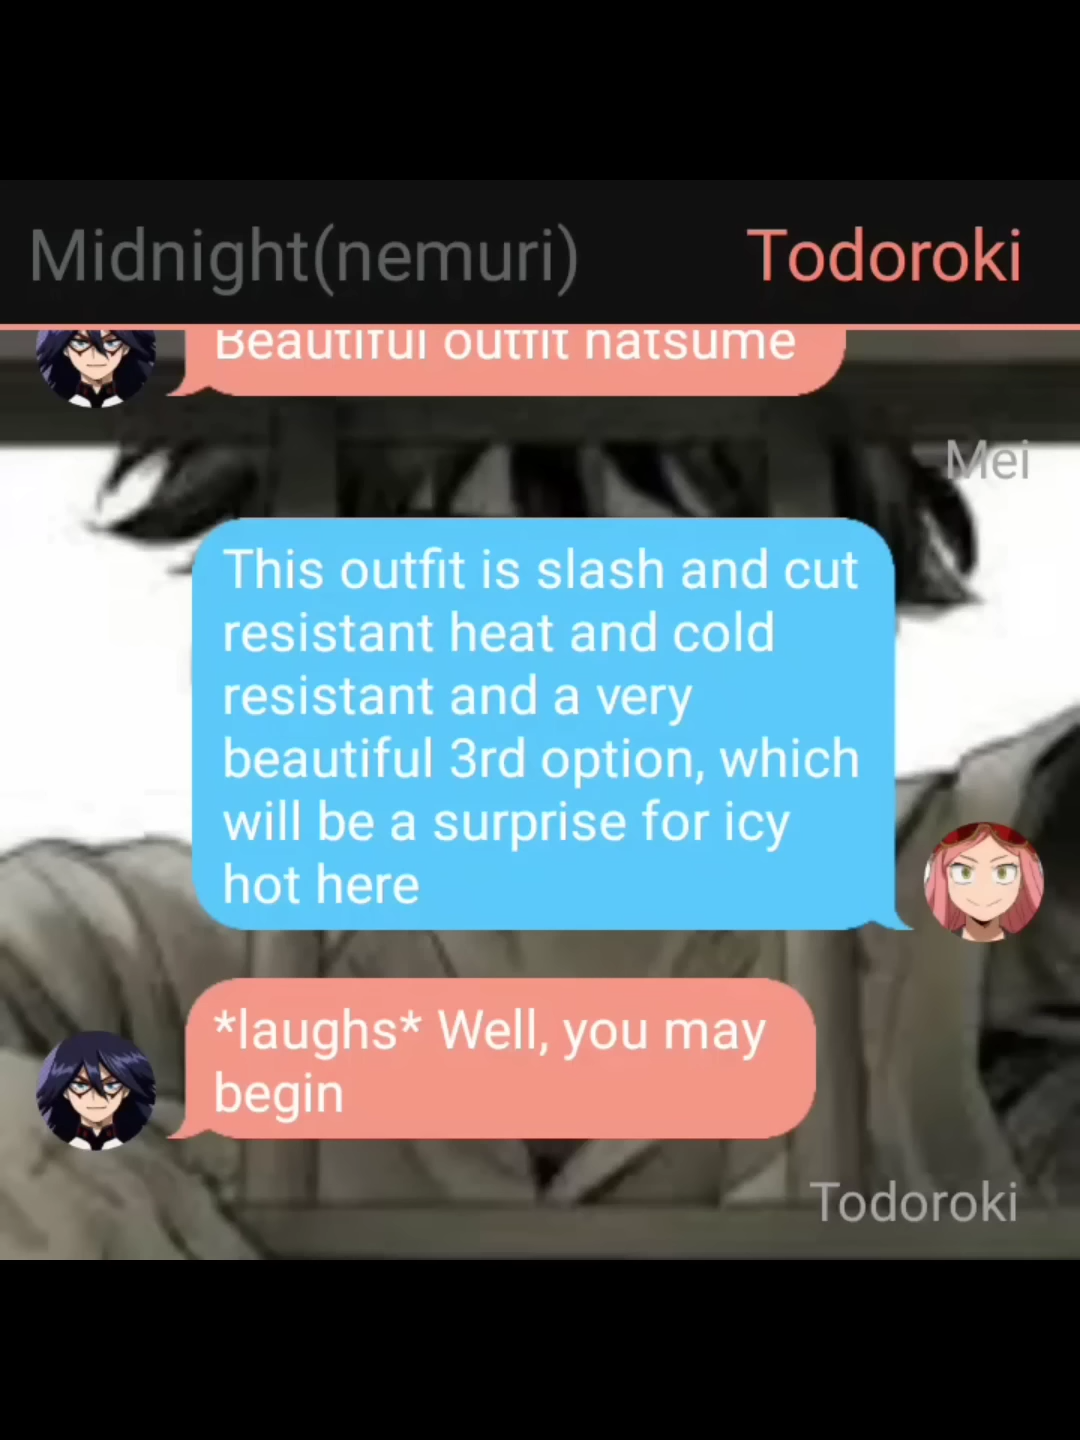 Midnight(nemuri) Todoroki
Beautiful outfit hatsume
Mei
This outfit is slash and cut
resistant heat and cold
resistant and a very
beautiful 3rd option, which
will be a surprise for icy
hot here
*laughs* Well, you may
begin
Todoroki